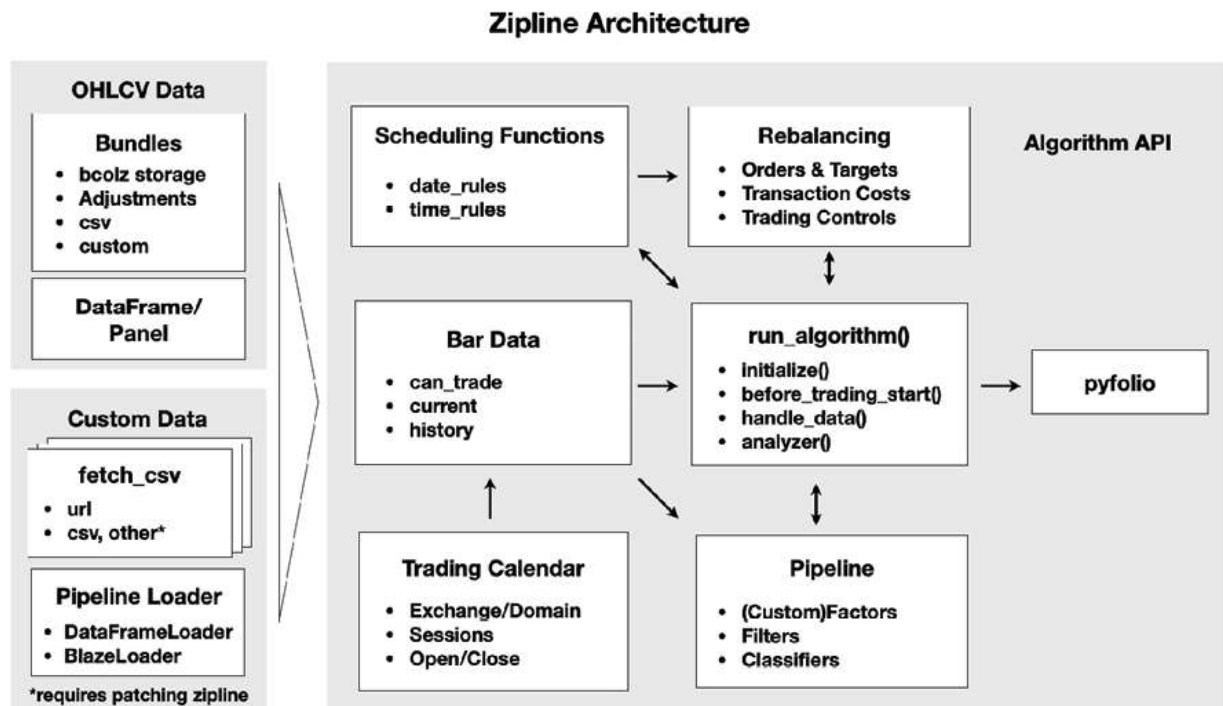 Zipline Architecture
OHLCV Data
Bundles
• bcolz storage
• Adjustments
• csv
• custom
DataFrame/
Panel
Custom Data
fetch_csv
• url
• csv, other*
Pipeline Loader
• DataFrameLoader
• BlazeLoader
*requires patching zipline
Scheduling Functions
• date_rules
• time_rules
Rebalancing
• Orders & Targets
• Transaction Costs
• Trading Controls
Algorithm API
Bar Data
• can_trade
• current
• history
run_algorithm()
• initialize()
• before_trading_start()
• handle_data()
• analyzer()
pyfolio
Trading Calendar
• Exchange/Domain
• Sessions
• Open/Close
Pipeline
• (Custom)Factors
• Filters
• Classifiers